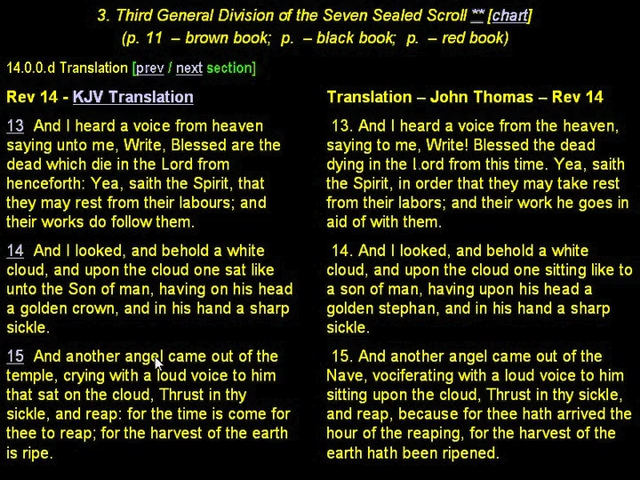 3. Third General Division of the Seven Sealed Scroll ** [chart]
(p. 11 – brown book; p. – black book; p. – red book)
14.0.0.d Translation [prev / next section]
Rev 14 - KJV Translation
13 And I heard a voice from heaven
saying unto me, Write, Blessed are the
dead which die in the Lord from
henceforth: Yea, saith the Spirit, that
they may rest from their labours; and
their works do follow them.
14 And I looked, and behold a white
cloud, and upon the cloud one sat like
unto the Son of man, having on his head
a golden crown, and in his hand a sharp
sickle.
15 And another angel came out of the
temple, crying with a loud voice to him
that sat on the cloud, Thrust in thy
sickle, and reap: for the time is come for
thee to reap; for the harvest of the earth
is ripe.
Translation – John Thomas – Rev 14
13. And I heard a voice from the heaven,
saying to me, Write! Blessed the dead
dying in the l.ord from this time. Yea, saith
the Spirit, in order that they may take rest
from their labors; and their work he goes in
aid of with them.
14. And I looked, and behold a white
cloud, and upon the cloud one sitting like to
a son of man, having upon his head a
golden stephan, and in his hand a sharp
sickle.
15. And another angel came out of the
Nave, vociferating with a loud voice to him
sitting upon the cloud, Thrust in thy sickle,
and reap, because for thee hath arrived the
hour of the reaping, for the harvest of the
earth hath been ripened.